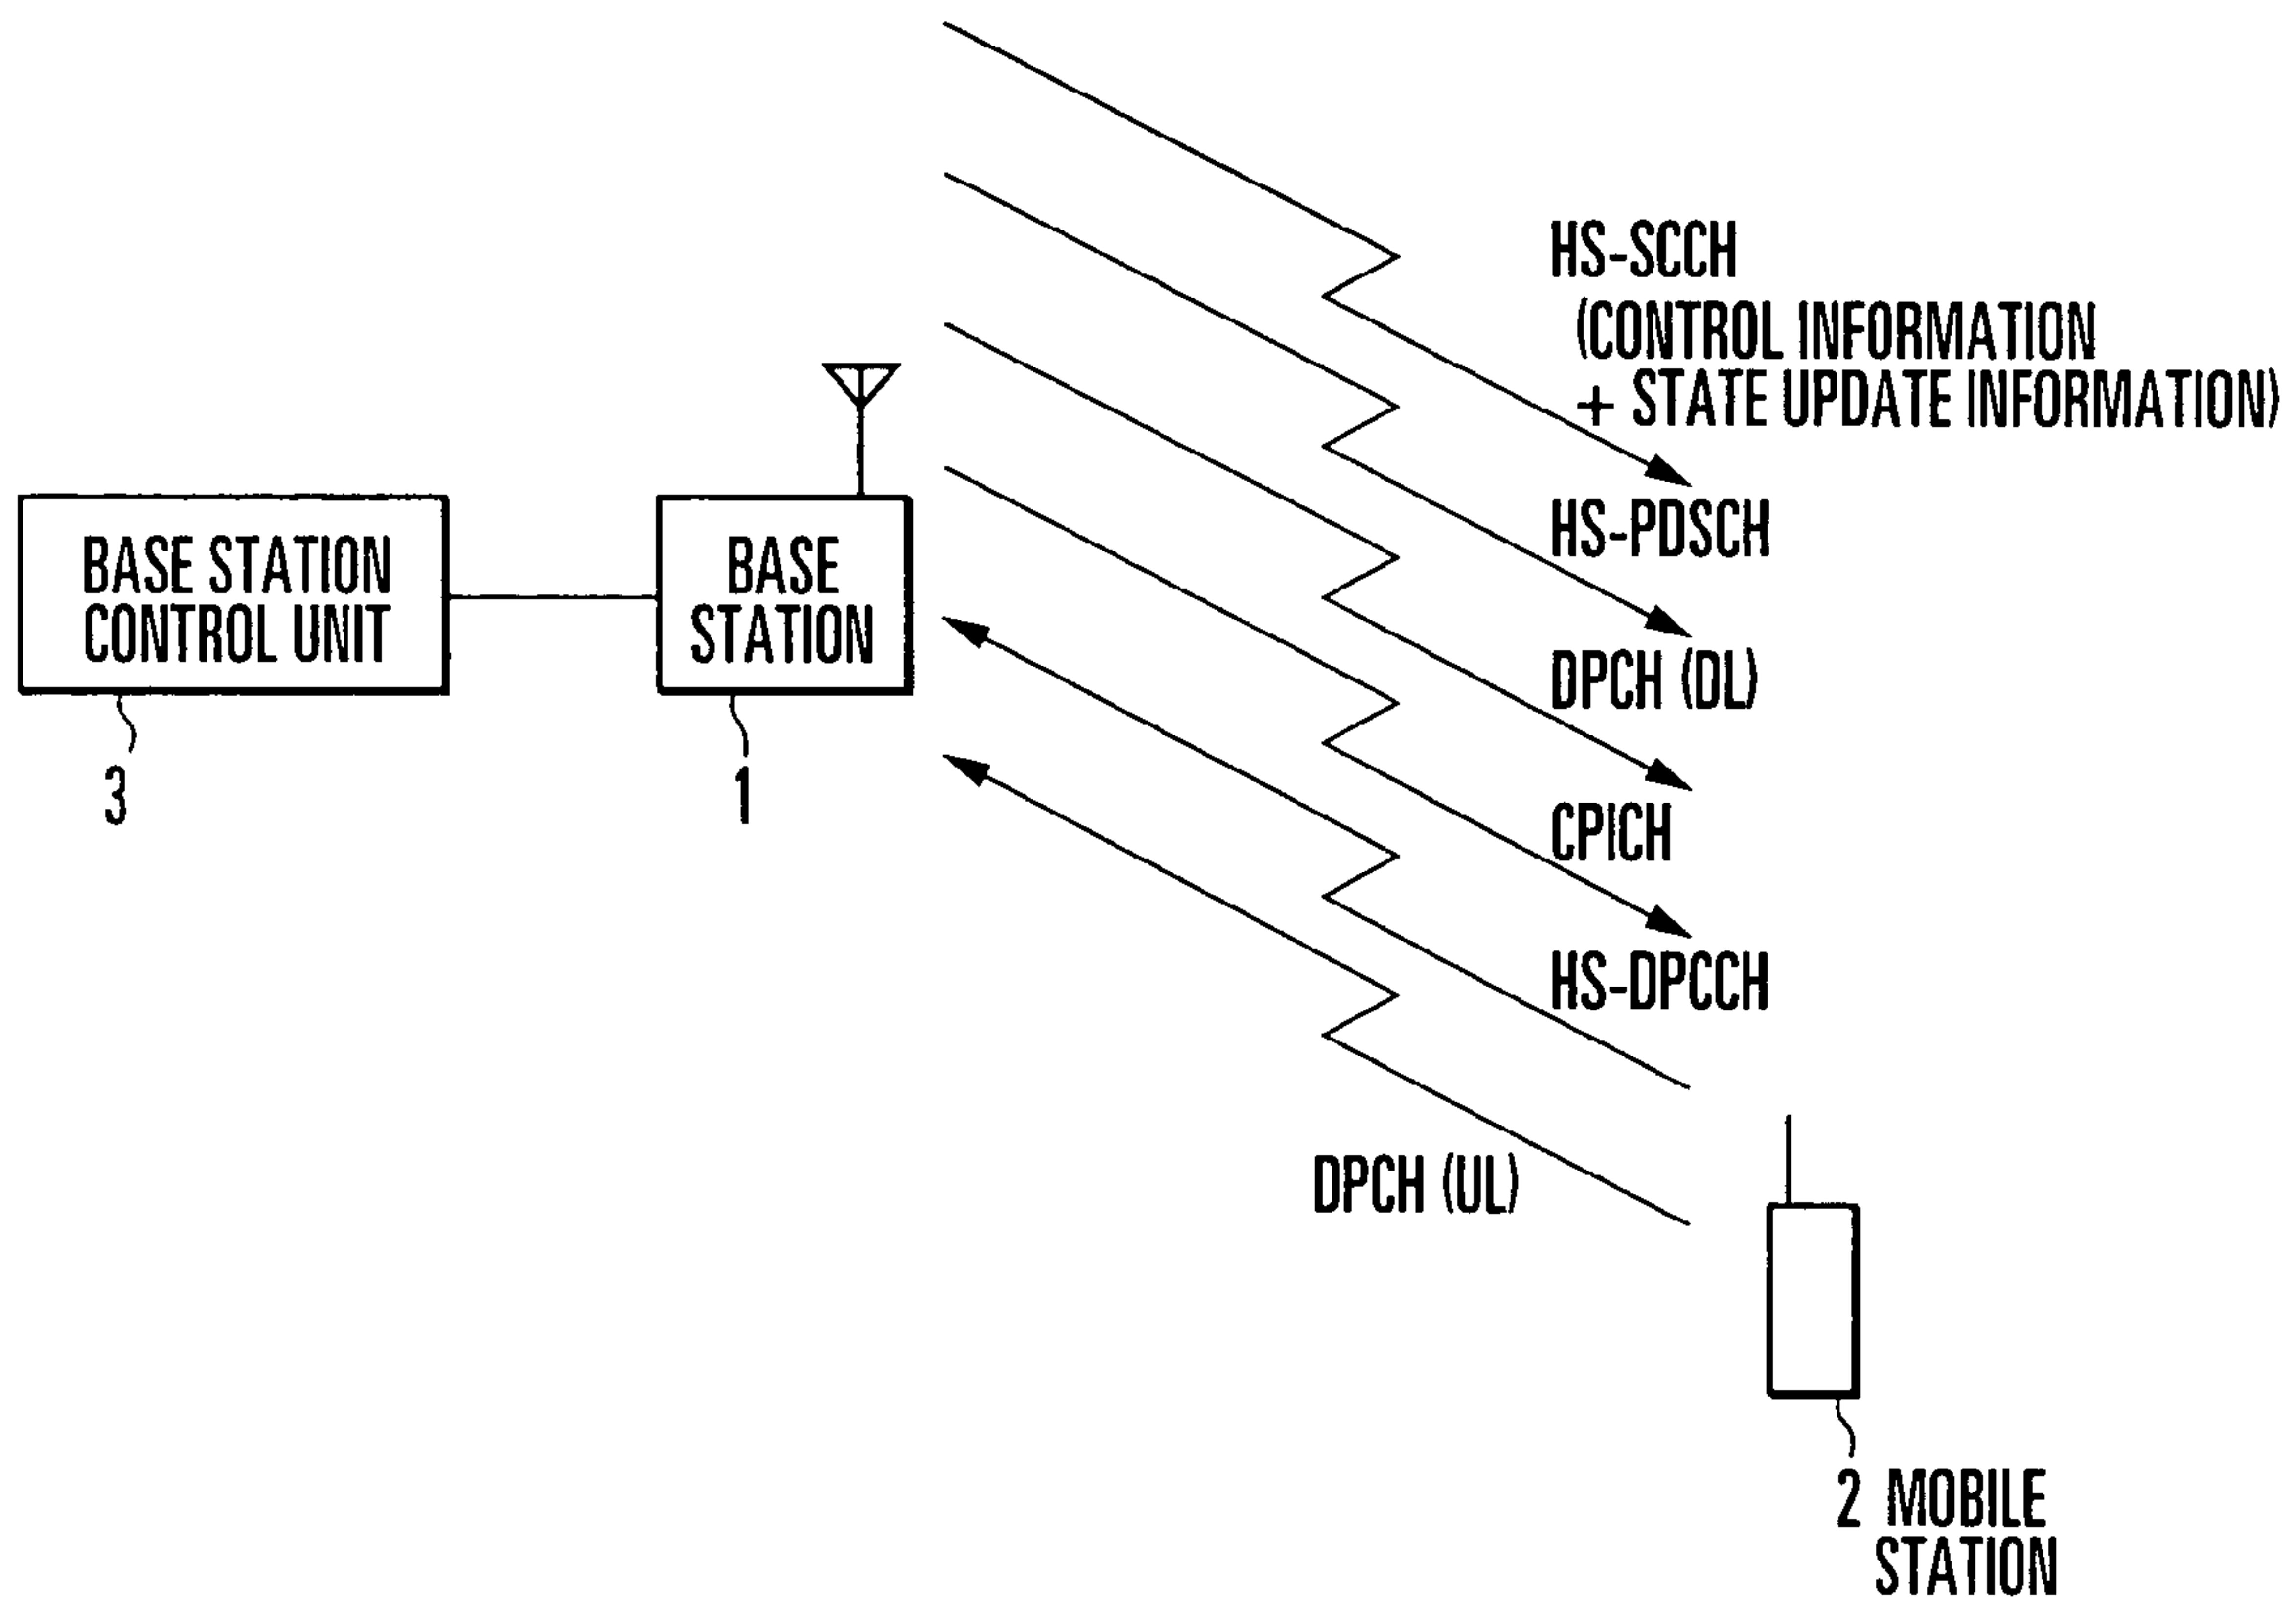 HS-SCCH
(CONTROL INFORMATION
+ STATE UPDATE INFORMATION)
HS-PDSCH
BASE STATION
CONTROL UNIT
BASE
STATION
DPCH (DL)
3
1
CPICH
HS-DPCCH
DPCH (UL)
2 MOBILE
STATION